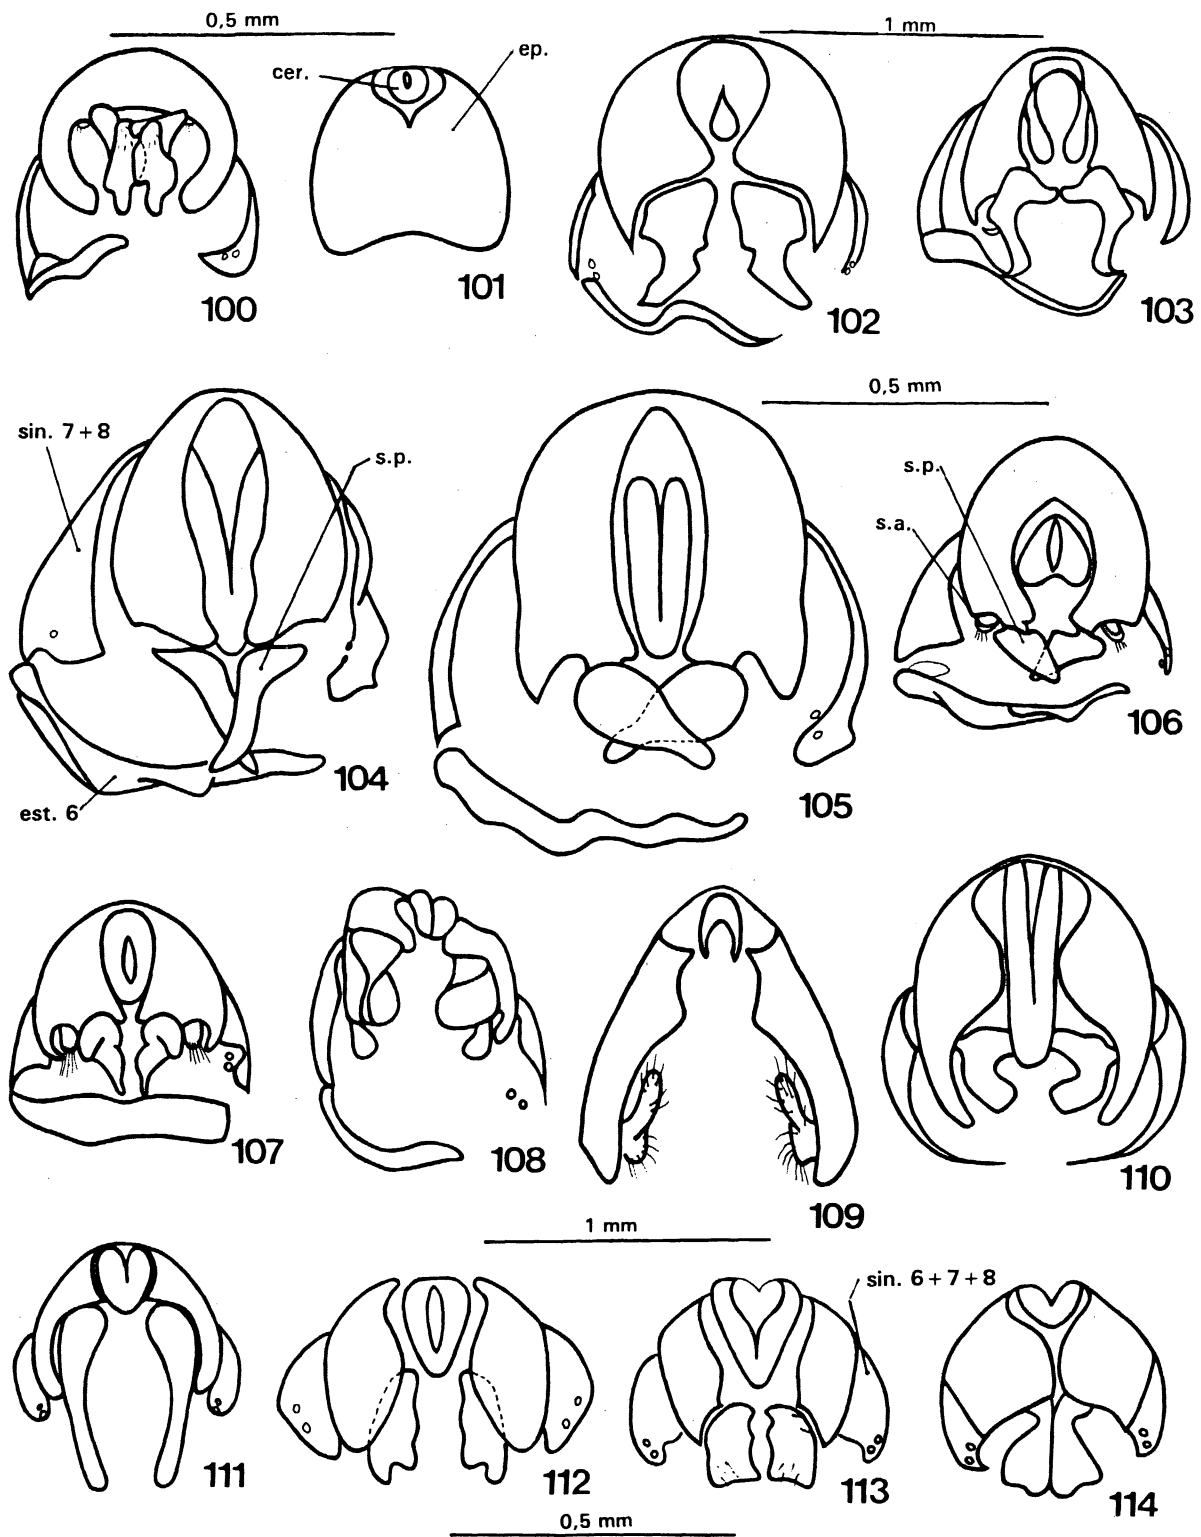 0,5 mm
cer.
ep.
1 mm
100
101
102
103
sin. 7+8
s.p.
0,5 mm
s.p.
s.a.
est. 6
104
105
106
107
108
109
110
1 mm
sin. 6+7+8
111
112
113
114
0,5 mm